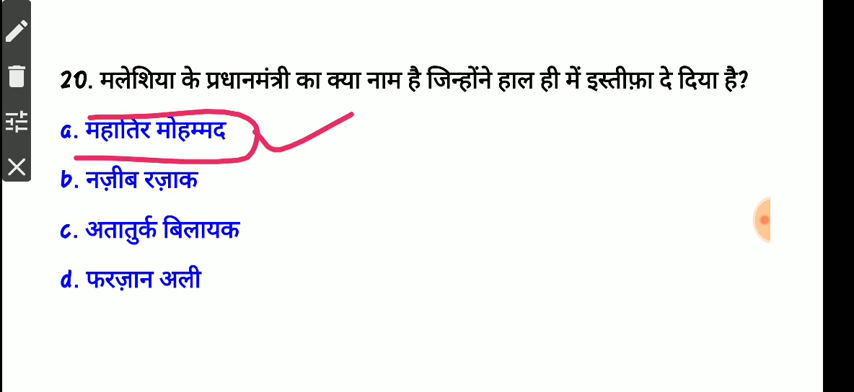 20. मलेशिया के प्रधानमंत्री का क्या नाम है जिन्होंने हाल ही में इस्तीफ़ा दे दिया है?
a. महातिर मोहम्मद
b. नज़ीब रज़ाक
c. अतातुर्क बिलायक
d. फरज़ान अली